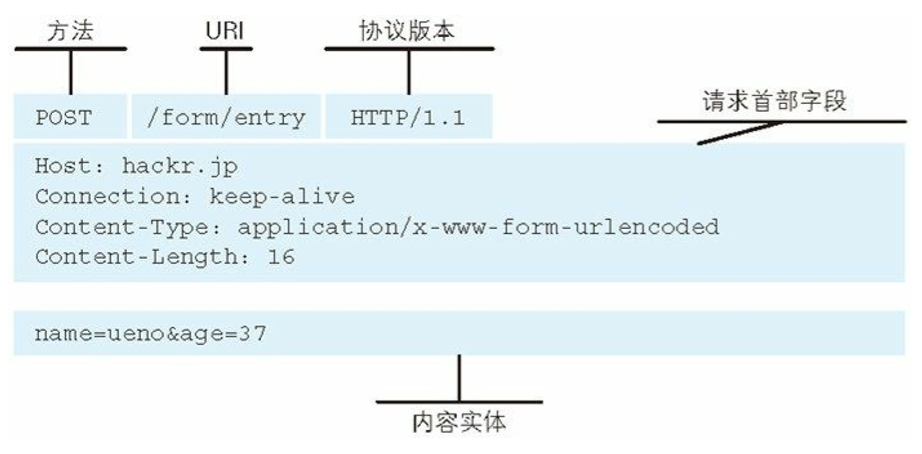 方法 URI 协议版本
POST /form/entry HTTP/1.1
请求首部字段
Host: hackr.jp
Connection: keep-alive
Content-Type: application/x-www-form-urlencoded
Content-Length: 16
name=ueno&age=37
内容实体